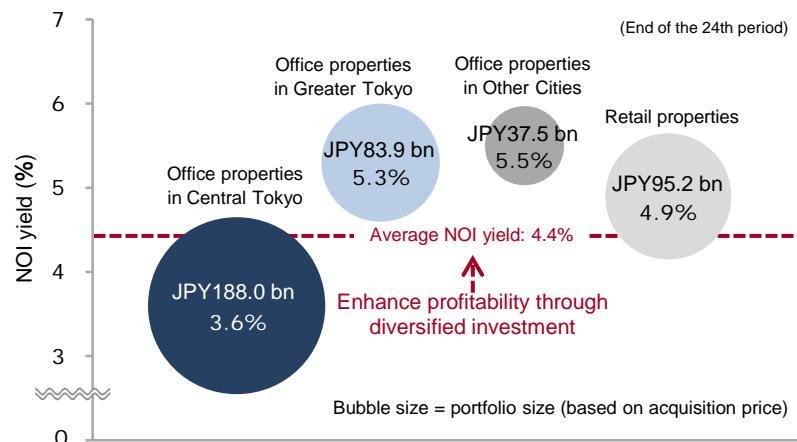 7
(End of the 24th period)
Office properties
in Greater Tokyo
Office properties
in Other Cities
6
Retail properties
JPY83.9 bn
5.3%
JPY37.5 bn
5.5%
Office properties
in Central Tokyo
JPY95.2 bn
4.9%
5
NOI yield (%)
Average NOI yield: 4.4%
4
JPY188.0 bn
3.6%
Enhance profitability through
diversified investment
3
Bubble size = portfolio size (based on acquisition price)
0